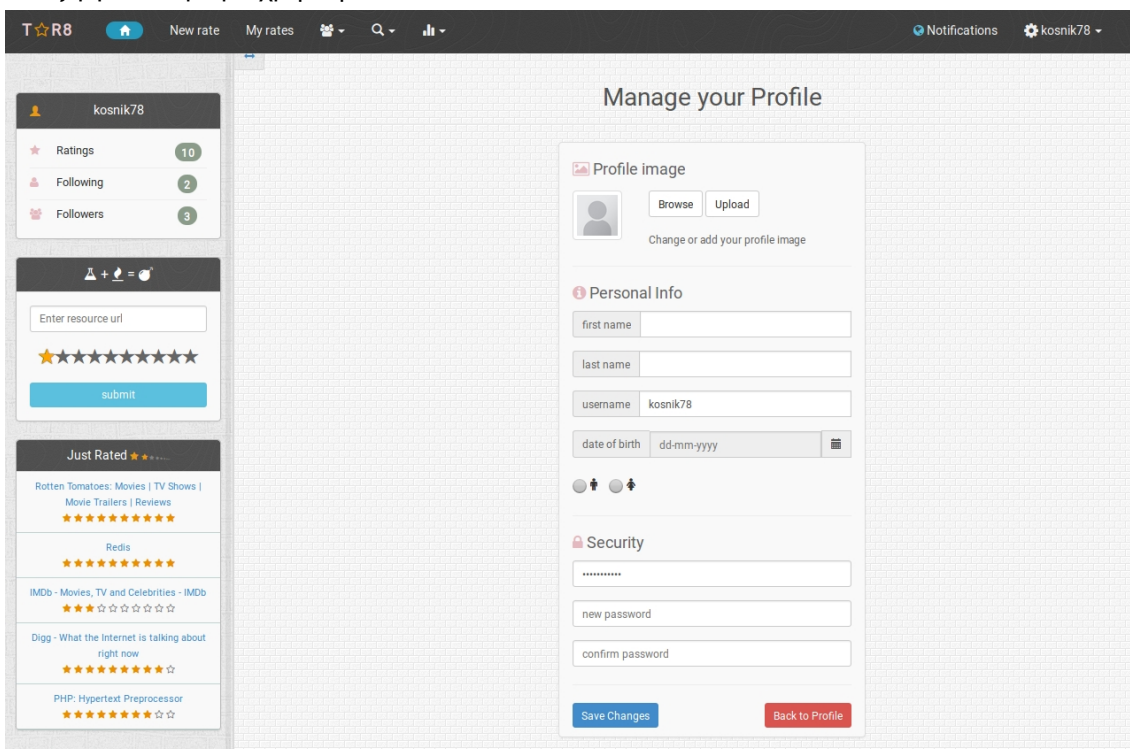 T☆R8 New rate My rates Notifications kosnik78
kosnik78
Ratings 10
Following 2
Followers 3
+ =
Enter resource url
submit
Just Rated
Rotten Tomatoes: Movies | TV Shows |
Movie Trailers | Reviews
Redis
IMDb - Movies, TV and Celebrities - IMDb
Digg - What the Internet is talking about
right now
PHP: Hypertext Preprocessor
Manage your Profile
Profile image
Browse Upload
Change or add your profile image
Personal Info
first name
last name
username kosnik78
date of birth dd-mm-yyyy
Security
•••••••••••
new password
confirm password
Save Changes Back to Profile